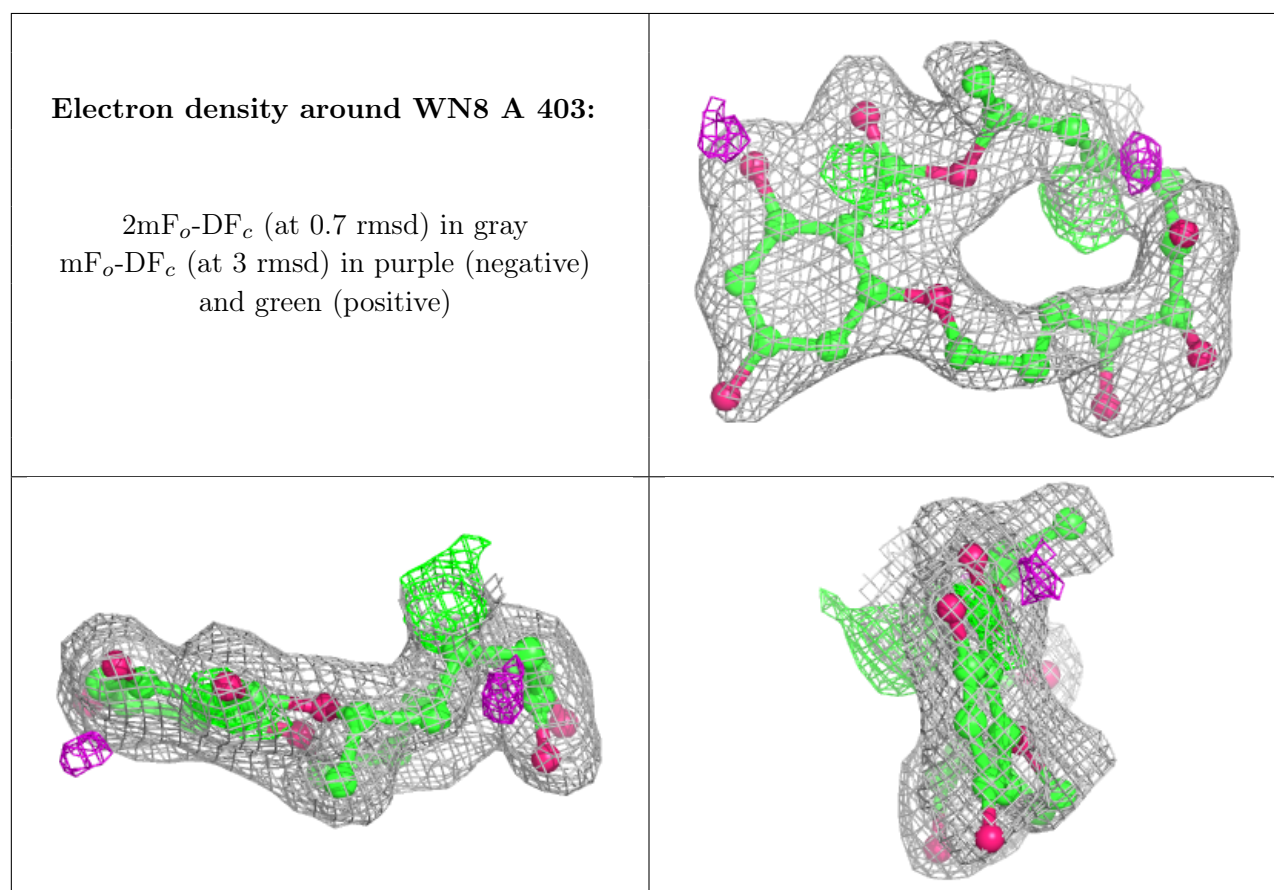 Electron density around WN8 A 403:
2mFₒ-DF𝒸 (at 0.7 rmsd) in gray
mFₒ-DF𝒸 (at 3 rmsd) in purple (negative)
and green (positive)